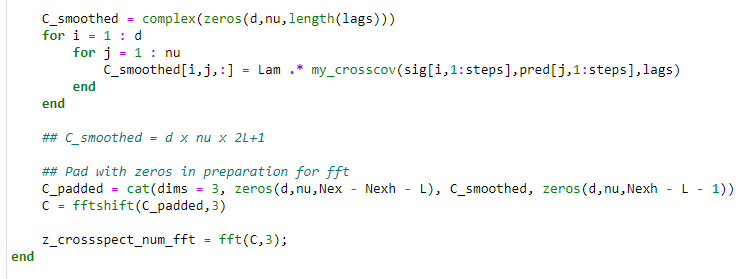 C_smoothed = complex(zeros(d,nu,length(lags)))
for i = 1 : d
for j = 1 : nu
C_smoothed[i,j,:] = Lam .* my_crosscov(sig[i,1:steps],pred[j,1:steps],lags)
end
end
## C_smoothed = d x nu x 2L+1
## Pad with zeros in preparation for fft
C_padded = cat(dims = 3, zeros(d,nu,Nex - Nexh - L), C_smoothed, zeros(d,nu,Nexh - L - 1))
C = fftshift(C_padded,3)
z_crossspect_num_fft = fft(C,3);
end